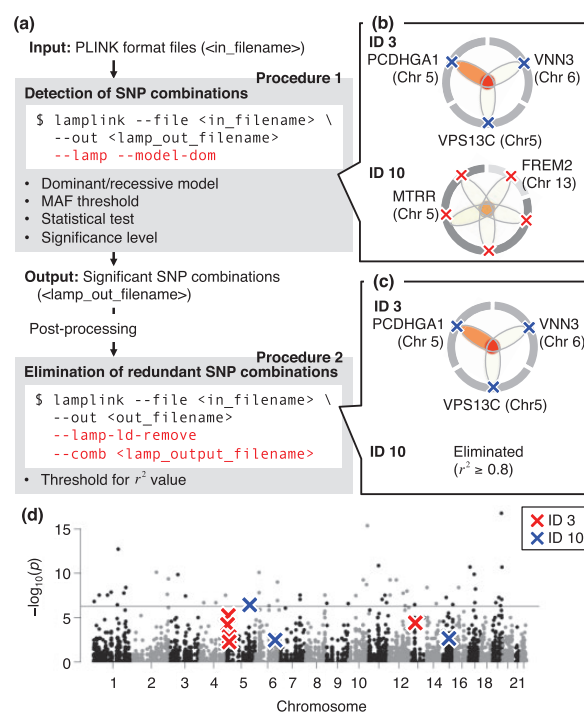 (a)
Input: PLINK format files (<in_filename>)
Procedure 1
Detection of SNP combinations
$ lamplink --file <in_filename> \
--out <lamp_out_filename>
--lamp --model-dom
• Dominant/recessive model
• MAF threshold
• Statistical test
• Significance level
Output: Significant SNP combinations
(<lamp_out_filename>)
Post-processing
Procedure 2
Elimination of redundant SNP combinations
$ lamplink --file <in_filename> \
--out <out_filename>
--lamp-ld-remove
--comb <lamp_output_filename>
• Threshold for r² value
(b)
ID 3
PCDHGA1
(Chr 5)
VNN3
(Chr 6)
VPS13C (Chr5)
ID 10
FREM2
(Chr 13)
MTRR
(Chr 5)
(c)
ID 3
PCDHGA1
(Chr 5)
VNN3
(Chr 6)
VPS13C (Chr5)
ID 10
Eliminated
(r² ≥ 0.8)
(d)
ID 3
ID 10
−log₁₀(p)
15
10
5
0
1 2 3 4 5 6 7 8 9 10 12 14 16 18 21
Chromosome